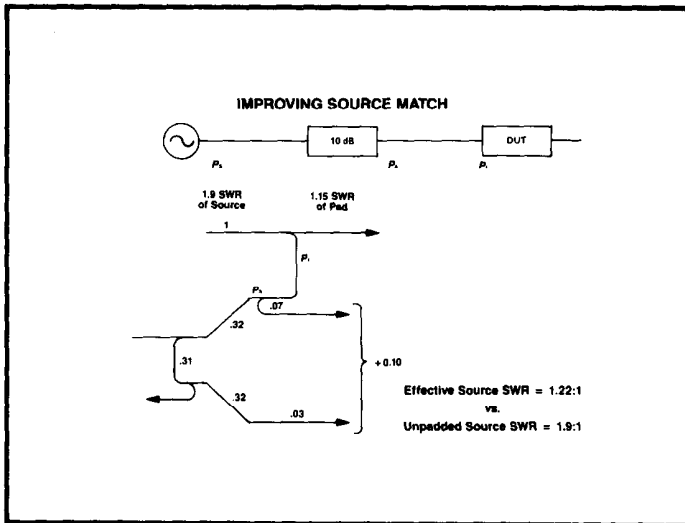 IMPROVING SOURCE MATCH
10 dB
DUT
1.9 SWR
of Source
1.15 SWR
of Pad
1
.07
.32
.31
+0.10
.32
.03
Effective Source SWR = 1.22:1
vs.
Unpadded Source SWR = 1.9:1